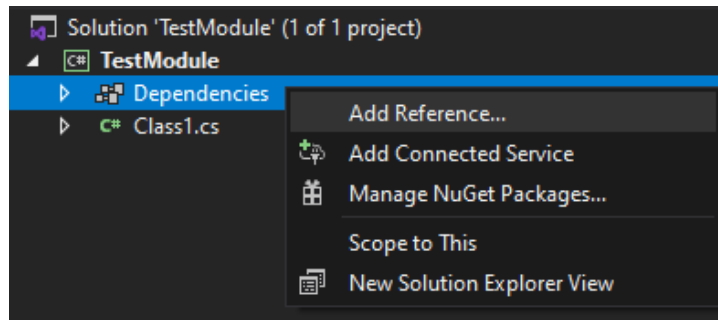 Solution 'TestModule' (1 of 1 project)
C# TestModule
Dependencies
C# Class1.cs
Add Reference...
Add Connected Service
Manage NuGet Packages...
Scope to This
New Solution Explorer View